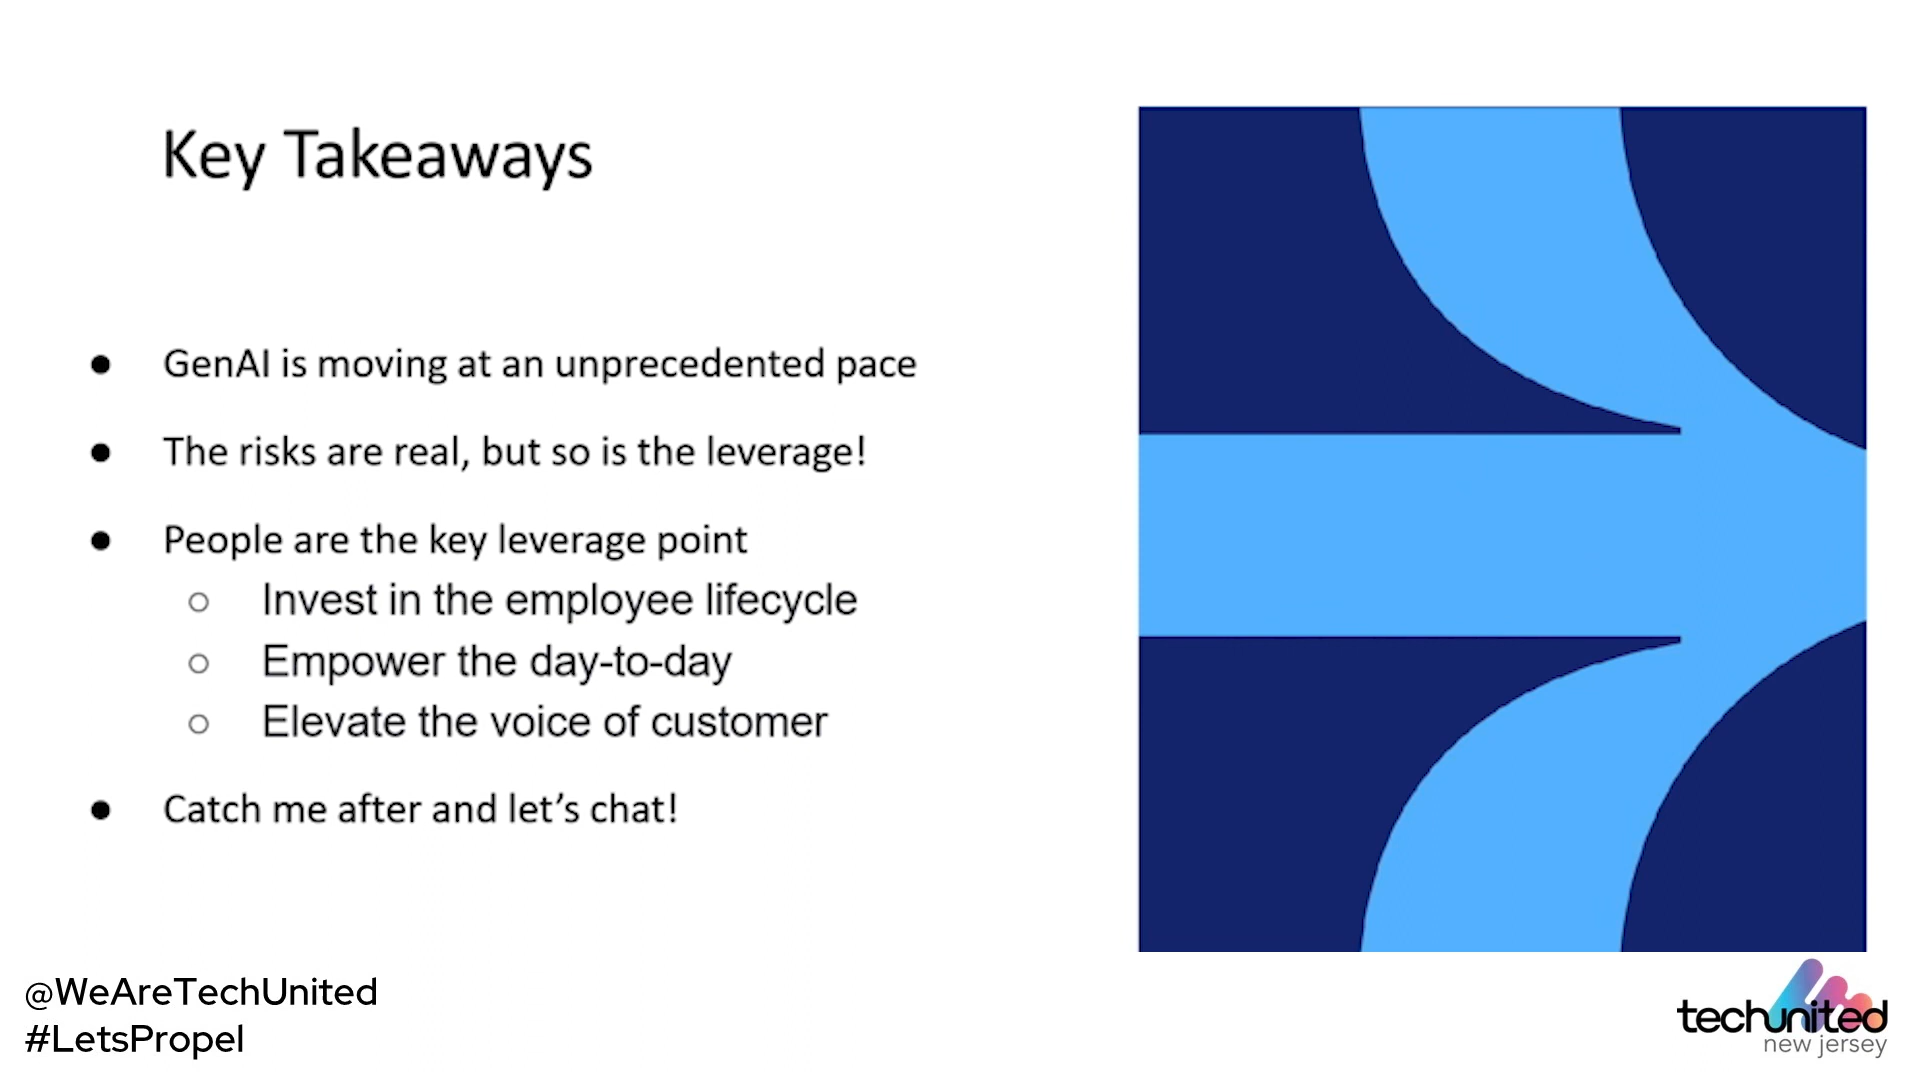 Key Takeaways
● GenAI is moving at an unprecedented pace
● The risks are real, but so is the leverage!
● People are the key leverage point
○ Invest in the employee lifecycle
○ Empower the day-to-day
○ Elevate the voice of customer
● Catch me after and let’s chat!
@WeAreTechUnited
#LetsPropel
techunited
new jersey